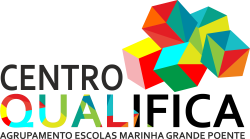 CENTRO
QUALIFICA
AGRUPAMENTO ESCOLAS MARINHA GRANDE POENTE